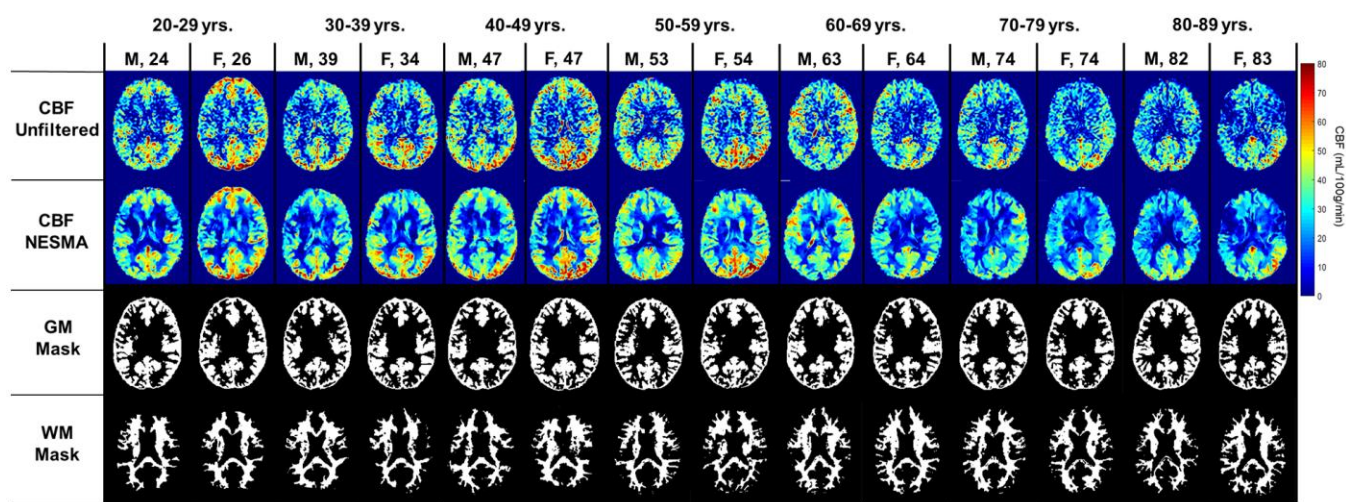 20-29 yrs. 30-39 yrs. 40-49 yrs. 50-59 yrs. 60-69 yrs. 70-79 yrs. 80-89 yrs.
M, 24 F, 26 M, 39 F, 34 M, 47 F, 47 M, 53 F, 54 M, 63 F, 64 M, 74 F, 74 M, 82 F, 83
CBF
Unfiltered
CBF
NESMA
GM
Mask
WM
Mask
80
70
60
50
40
30
20
10
0
CBF (mL/100g/min)